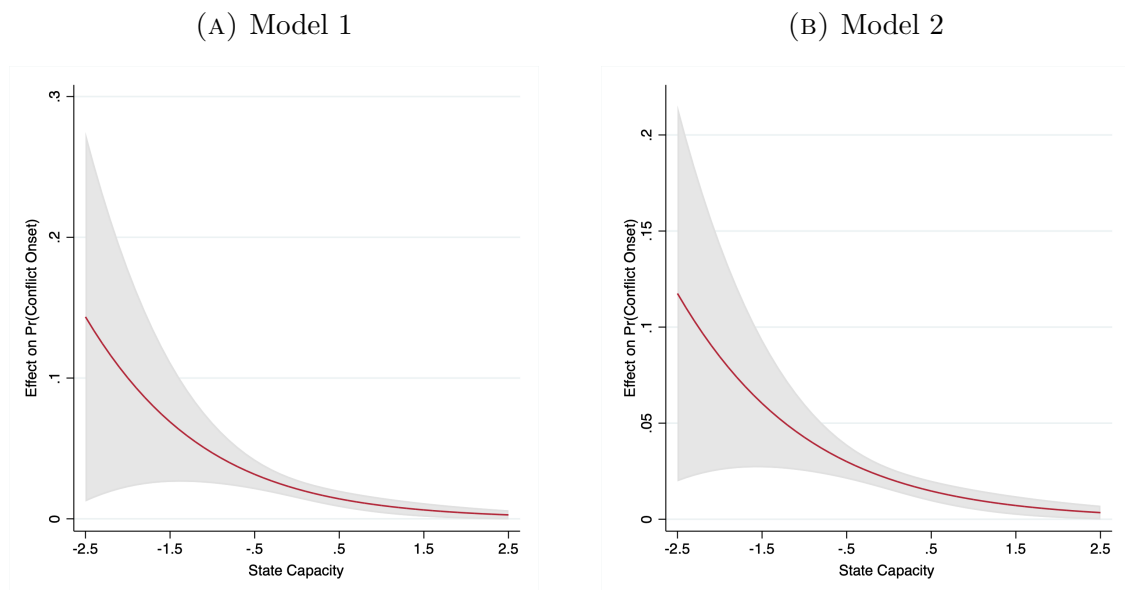 (A) Model 1
Effect on Pr(Conflict Onset)
.3
.2
.1
0
-2.5 -1.5 -.5 .5 1.5 2.5
State Capacity
(B) Model 2
Effect on Pr(Conflict Onset)
.2
.15
.1
.05
0
-2.5 -1.5 -.5 .5 1.5 2.5
State Capacity